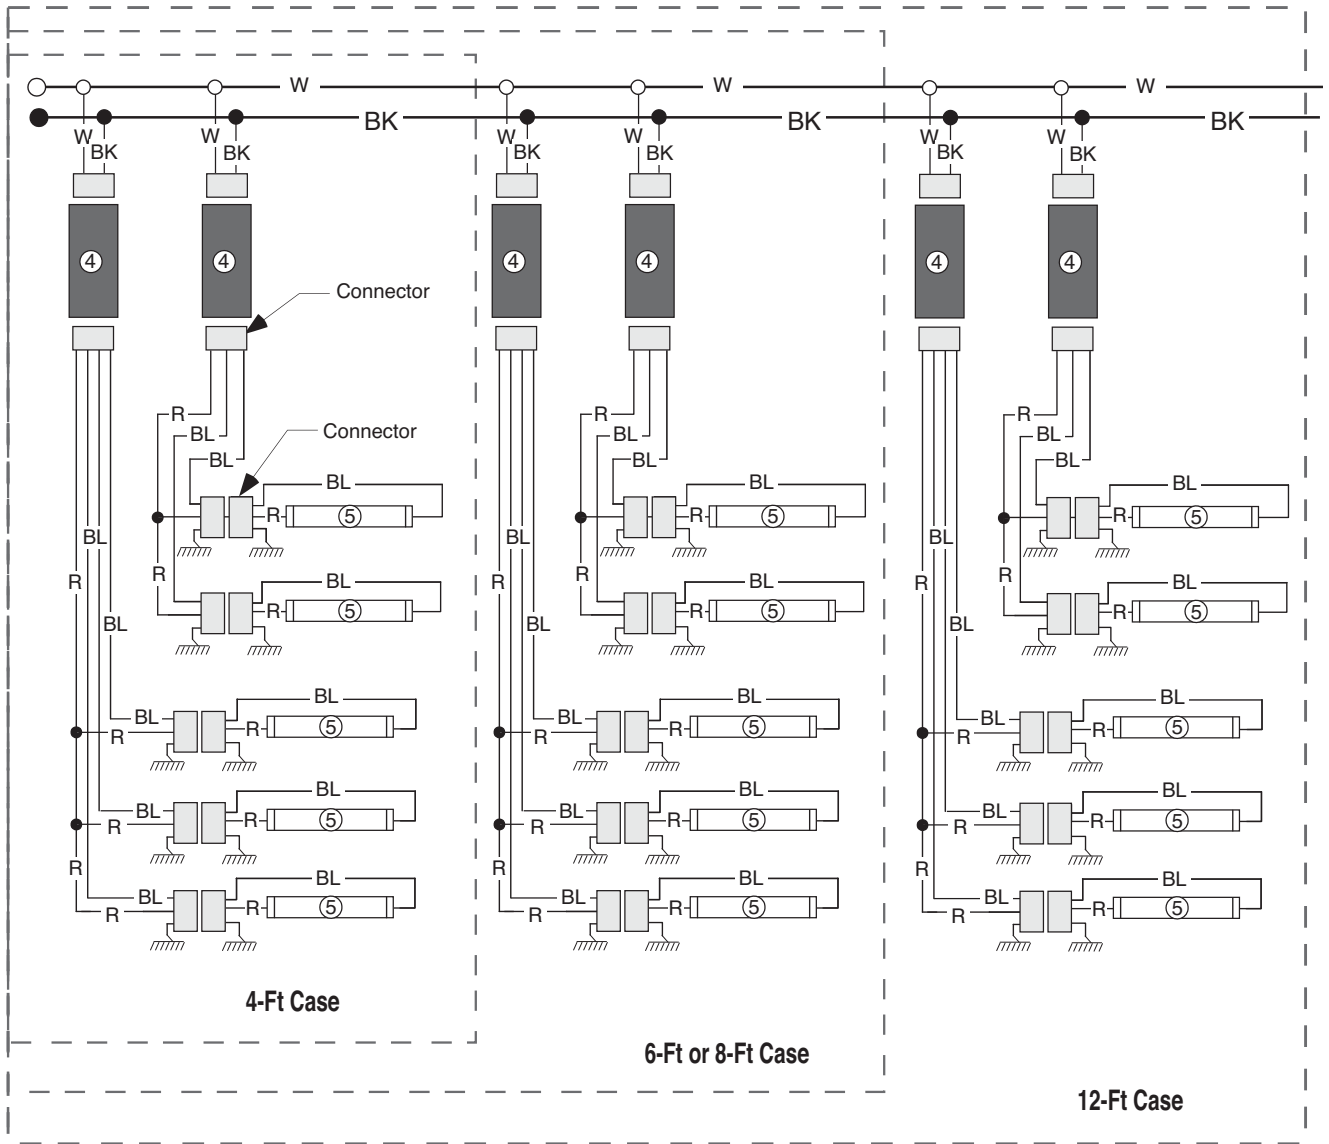 W W W
BK BK BK
W W W W W W
BK BK BK BK BK BK
4 4 4 4 4 4
Connector
R R R
BL BL BL
Connector
BL BL BL
BL BL BL
R 5 R 5 R 5
BL BL BL
R R R R R R
BL BL BL
R 5 R 5 R 5
BL BL BL
BL BL BL
BL BL BL
R R 5 R R 5 R R 5
BL BL BL
BL BL BL
R R 5 R R 5 R R 5
R R R
BL BL BL
BL BL BL
R R 5 R R 5 R R 5
4-Ft Case
6-Ft or 8-Ft Case
12-Ft Case